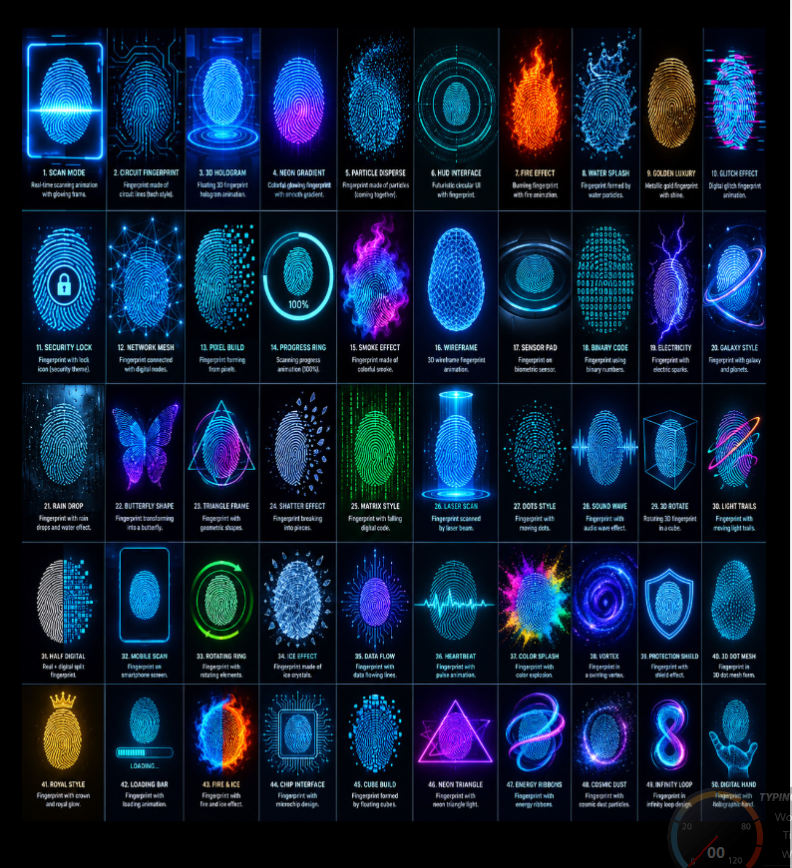 1. SCAN MODE
Real-time scanning animation
with glowing frame.
2. CIRCUIT FINGERPRINT
Fingerprint made of
circuit lines (tech style).
3. 3D HOLOGRAM
Floating 3D fingerprint
hologram animation.
4. NEON GRADIENT
Colorful glowing fingerprint
with smooth gradient.
5. PARTICLE DISPERSE
Fingerprint made of particles
(coming together).
6. HUD INTERFACE
Futuristic circular UI
with fingerprint.
7. FIRE EFFECT
Burning fingerprint
with fire animation.
8. WATER SPLASH
Fingerprint formed by
water particles.
9. GOLDEN LUXURY
Metallic gold fingerprint
with shine.
10. GLITCH EFFECT
Digital glitch fingerprint
animation.
11. SECURITY LOCK
Fingerprint with lock
icon (security theme).
12. NETWORK MESH
Fingerprint connected
with digital nodes.
13. PIXEL BUILD
Fingerprint forming
from pixels.
100%
14. PROGRESS RING
Scanning progress
animation (100%).
15. SMOKE EFFECT
Fingerprint made of
colorful smoke.
16. WIREFRAME
3D wireframe fingerprint
animation.
17. SENSOR PAD
Fingerprint on
biometric sensor.
18. BINARY CODE
Fingerprint using
binary numbers.
19. ELECTRICITY
Fingerprint with
electric sparks.
20. GALAXY STYLE
Fingerprint with galaxy
and planets.
21. RAIN DROP
Fingerprint with rain
drops and water effect.
22. BUTTERFLY SHAPE
Fingerprint transforming
into a butterfly.
23. TRIANGLE FRAME
Fingerprint with
geometric shapes.
24. SHATTER EFFECT
Fingerprint breaking
into pieces.
25. MATRIX STYLE
Fingerprint with falling
digital code.
26. LASER SCAN
Fingerprint scanned
by laser beam.
27. DOTS STYLE
Fingerprint with
moving dots.
28. SOUND WAVE
Fingerprint with
audio wave effect.
29. 3D ROTATE
Rotating 3D fingerprint
in a cube.
30. LIGHT TRAILS
Fingerprint with
moving light trails.
31. HALF DIGITAL
Real + digital split
fingerprint.
32. MOBILE SCAN
Fingerprint on
smartphone screen.
33. ROTATING RING
Fingerprint with
rotating elements.
34. ICE EFFECT
Fingerprint made of
ice crystals.
35. DATA FLOW
Fingerprint with
data flowing lines.
36. HEARTBEAT
Fingerprint with
pulse animation.
37. COLOR SPLASH
Fingerprint with
color explosion.
38. VORTEX
Fingerprint in
a swirling vortex.
39. PROTECTION SHIELD
Fingerprint with
shield effect.
40. 3D DOT MESH
Fingerprint in
3D dot mesh form.
41. ROYAL STYLE
Fingerprint with crown
and royal glow.
LOADING...
42. LOADING BAR
Fingerprint with
loading animation.
43. FIRE & ICE
Fingerprint with
fire and ice effect.
44. CHIP INTERFACE
Fingerprint with
microchip design.
45. CUBE BUILD
Fingerprint formed
by floating cubes.
46. NEON TRIANGLE
Fingerprint with
neon triangle light.
47. ENERGY RIBBONS
Fingerprint with
energy ribbons.
48. COSMIC DUST
Fingerprint with
cosmic dust particles.
49. INFINITY LOOP
Fingerprint in
infinity loop design.
50. DIGITAL HAND
Fingerprint with
holographic hand.
20
80
00
120